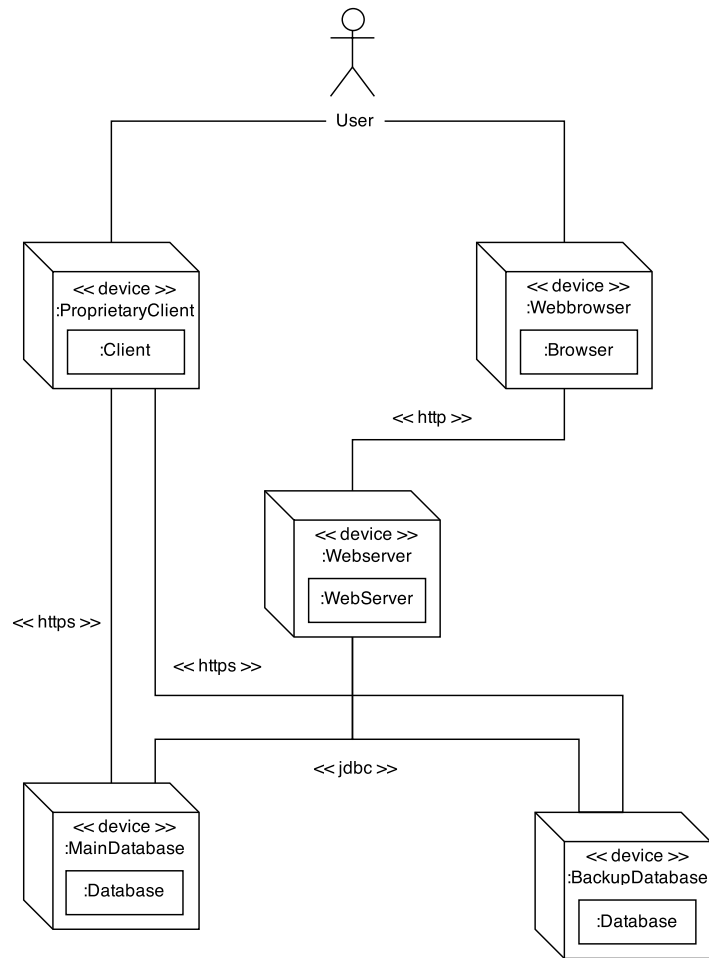 User
<< device >>
:ProprietaryClient
:Client
<< device >>
:Webbrowser
:Browser
<< http >>
<< device >>
:Webserver
:WebServer
<< https >>
<< https >>
<< jdbc >>
<< device >>
:MainDatabase
:Database
<< device >>
:BackupDatabase
:Database